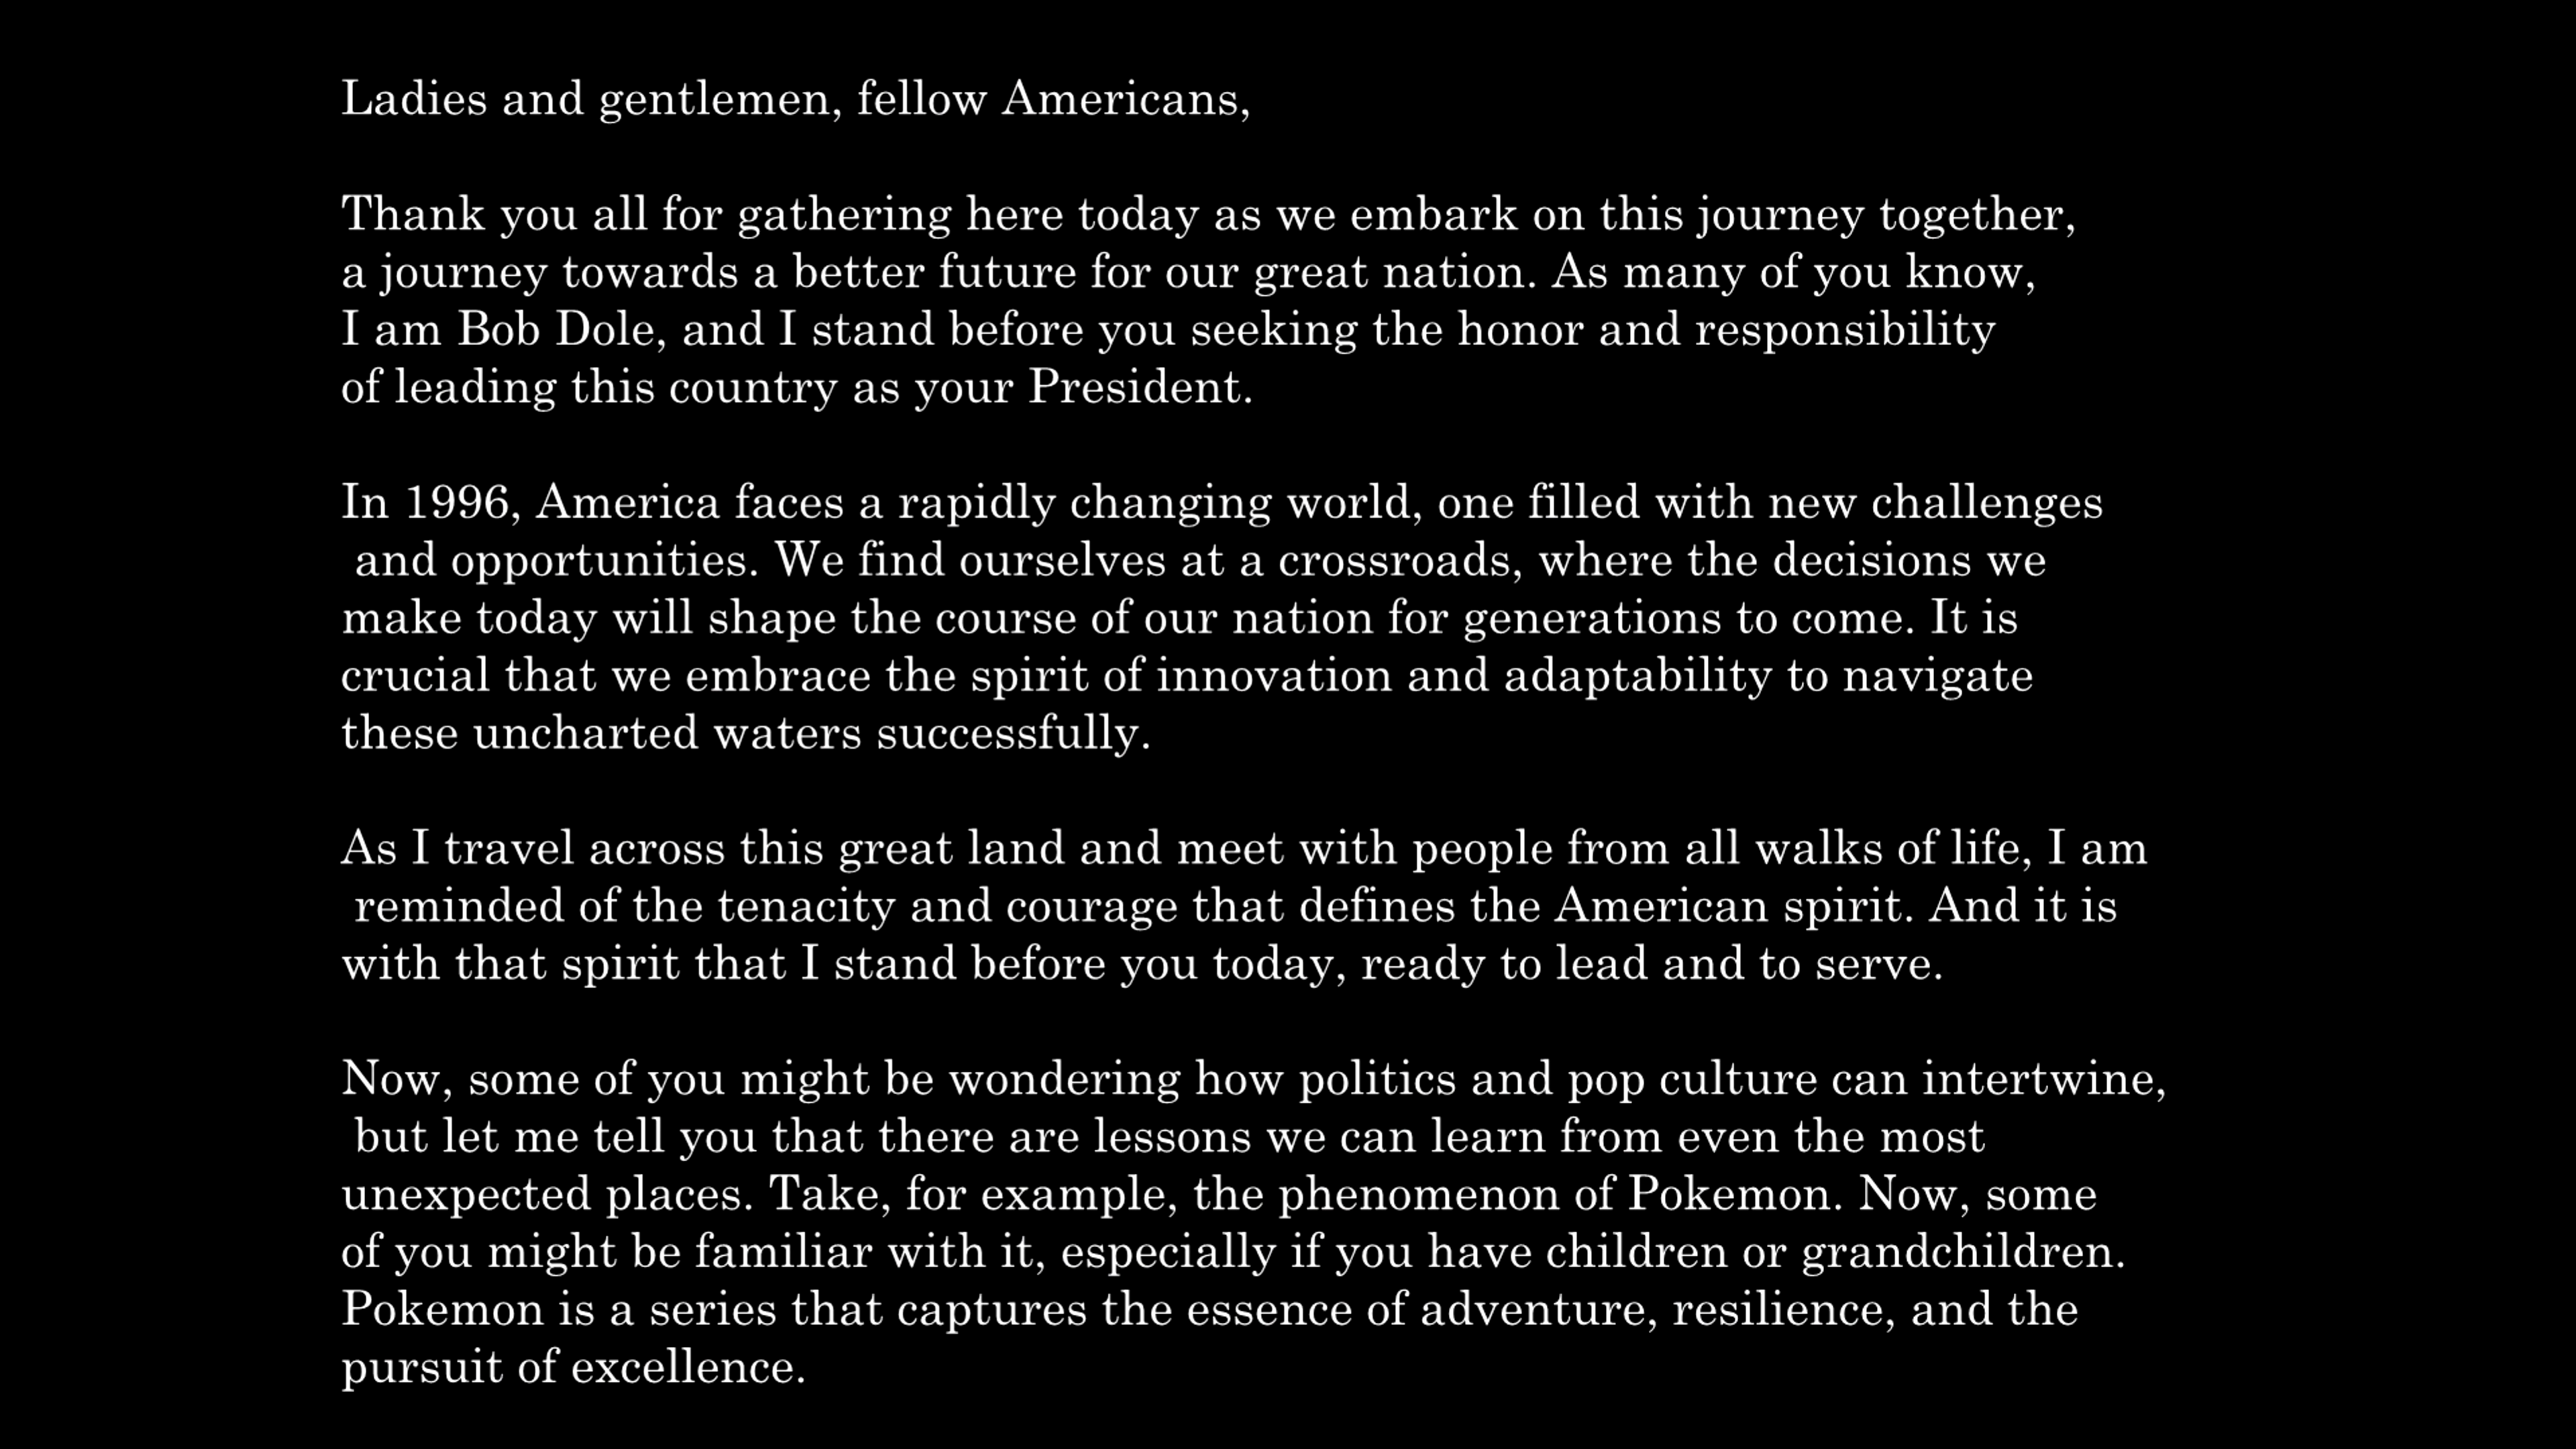 Ladies and gentlemen, fellow Americans,
Thank you all for gathering here today as we embark on this journey together,
a journey towards a better future for our great nation. As many of you know,
I am Bob Dole, and I stand before you seeking the honor and responsibility
of leading this country as your President.
In 1996, America faces a rapidly changing world, one filled with new challenges
and opportunities. We find ourselves at a crossroads, where the decisions we
make today will shape the course of our nation for generations to come. It is
crucial that we embrace the spirit of innovation and adaptability to navigate
these uncharted waters successfully.
As I travel across this great land and meet with people from all walks of life, I am
reminded of the tenacity and courage that defines the American spirit. And it is
with that spirit that I stand before you today, ready to lead and to serve.
Now, some of you might be wondering how politics and pop culture can intertwine,
but let me tell you that there are lessons we can learn from even the most
unexpected places. Take, for example, the phenomenon of Pokemon. Now, some
of you might be familiar with it, especially if you have children or grandchildren.
Pokemon is a series that captures the essence of adventure, resilience, and the
pursuit of excellence.